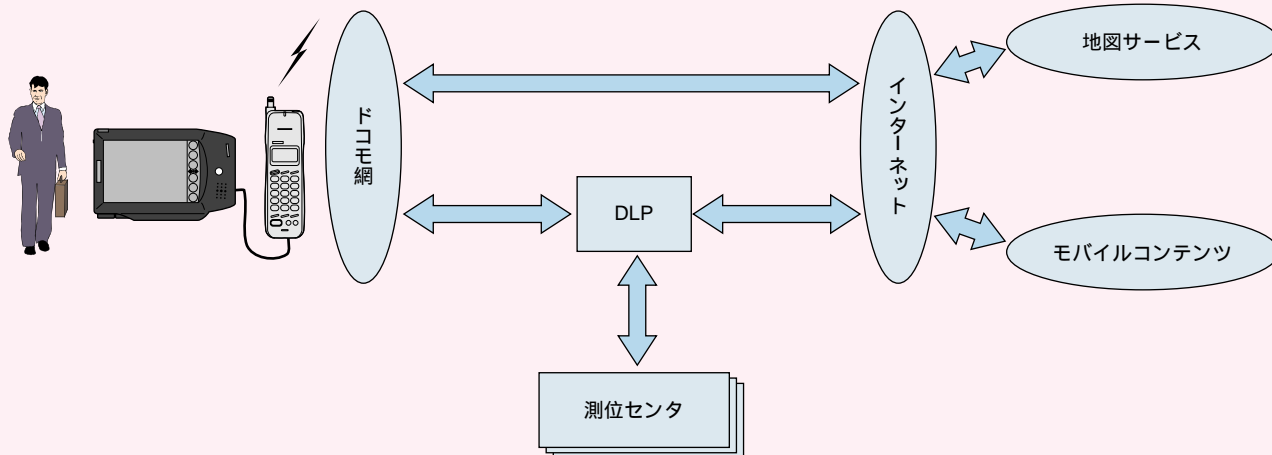 地図サービス
ドコモ網
インターネット
DLP
モバイルコンテンツ
測位センタ